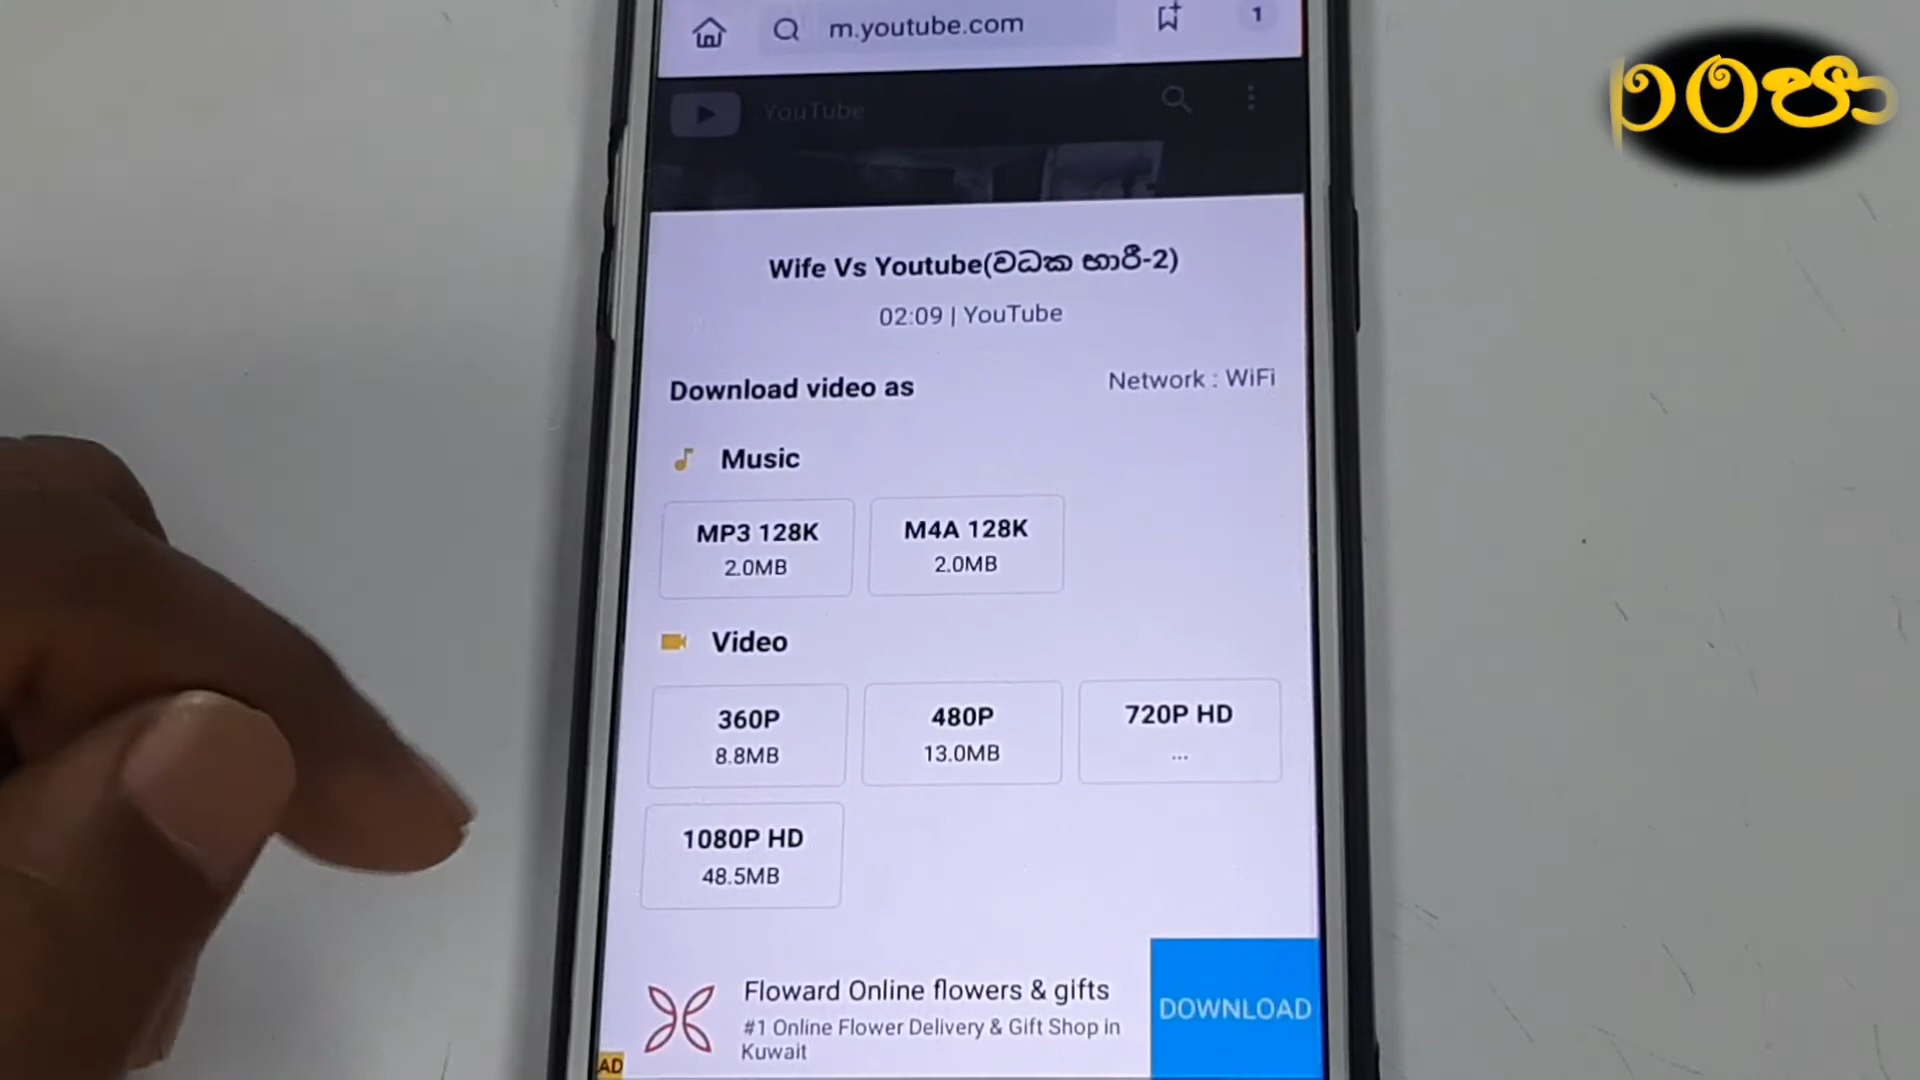 m.youtube.com
1
YouTube
Wife Vs Youtube(වධක භාරී-2)
02:09 | YouTube
Download video as
Network : WiFi
Music
MP3 128K
2.0MB
M4A 128K
2.0MB
Video
360P
8.8MB
480P
13.0MB
720P HD
...
1080P HD
48.5MB
Floward Online flowers & gifts
#1 Online Flower Delivery & Gift Shop in
Kuwait
DOWNLOAD
AD